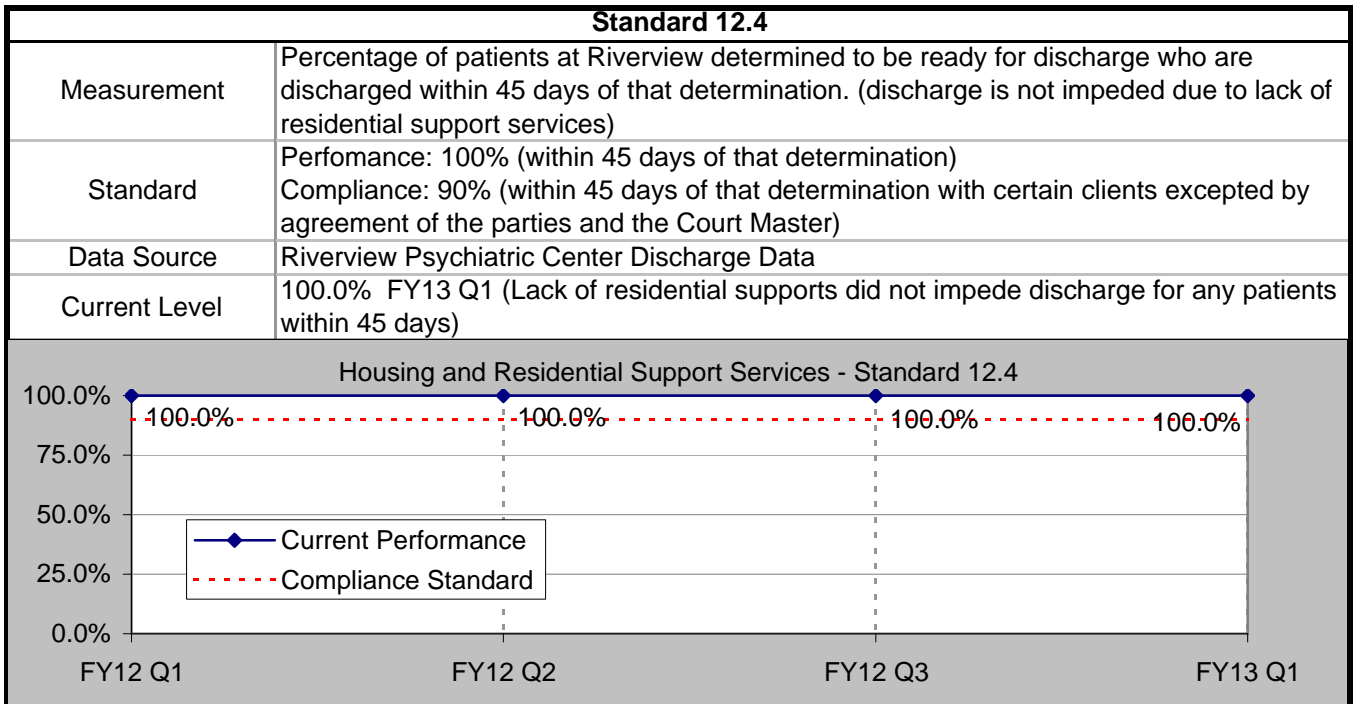 Standard 12.4
Measurement
Percentage of patients at Riverview determined to be ready for discharge who are
discharged within 45 days of that determination. (discharge is not impeded due to lack of
residential support services)
Standard
Perfomance: 100% (within 45 days of that determination)
Compliance: 90% (within 45 days of that determination with certain clients excepted by
agreement of the parties and the Court Master)
Data Source
Riverview Psychiatric Center Discharge Data
Current Level
100.0%  FY13 Q1 (Lack of residential supports did not impede discharge for any patients
within 45 days)
Housing and Residential Support Services - Standard 12.4
100.0%
75.0%
50.0%
25.0%
0.0%
100.0%
100.0%
100.0%
100.0%
Current Performance
Compliance Standard
FY12 Q1
FY12 Q2
FY12 Q3
FY13 Q1